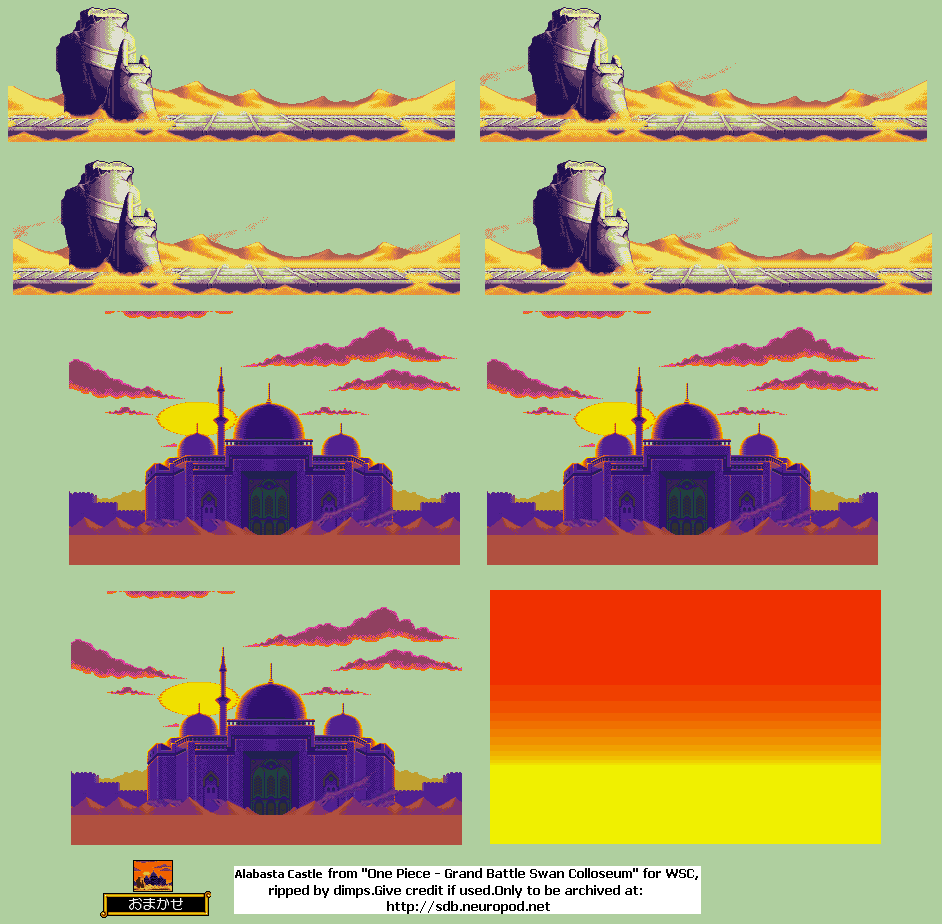 おまかせ
Alabasta Castle from "One Piece - Grand Battle Swan Colloseum" for WSC,
ripped by dimps.Give credit if used.Only to be archived at:
http://sdb.neuropod.net